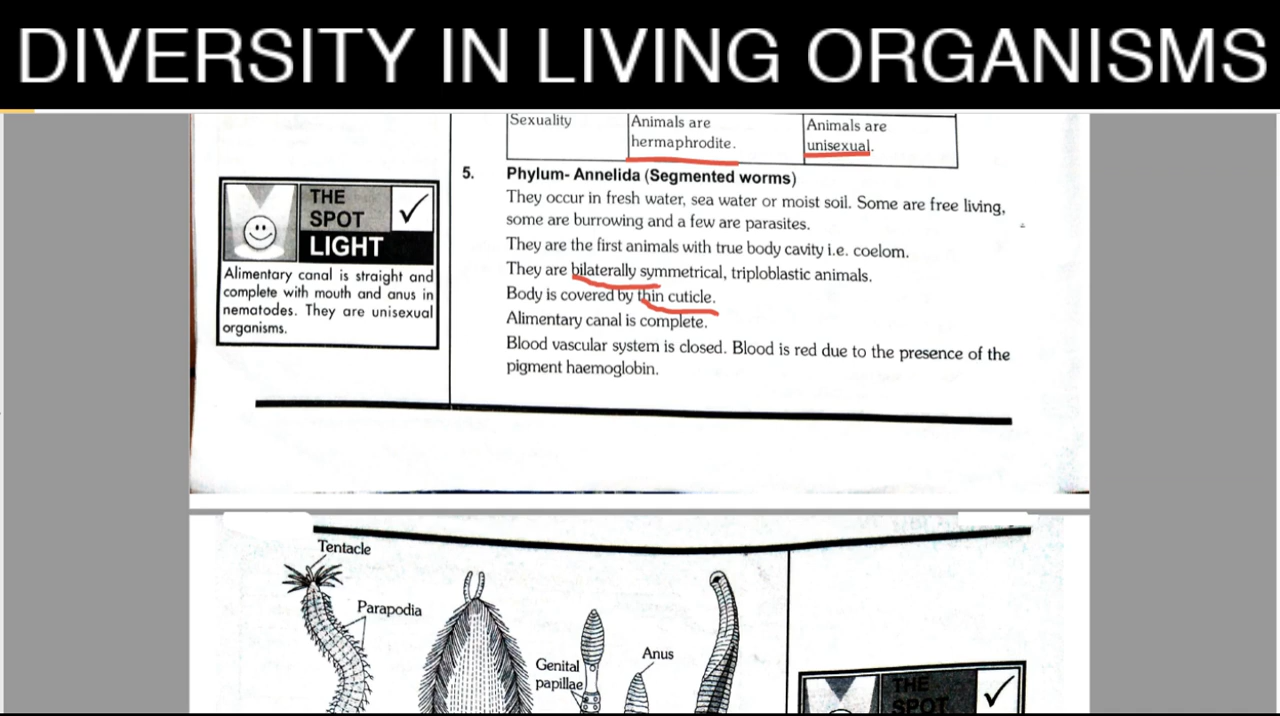 DIVERSITY IN LIVING ORGANISMS
Sexuality
Animals are
hermaphrodite.
Animals are
unisexual.
5. Phylum- Annelida (Segmented worms)
They occur in fresh water, sea water or moist soil. Some are free living,
some are burrowing and a few are parasites.
They are the first animals with true body cavity i.e. coelom.
They are bilaterally symmetrical, triploblastic animals.
Body is covered by thin cuticle.
Alimentary canal is complete.
Blood vascular system is closed. Blood is red due to the presence of the
pigment haemoglobin.
THE
SPOT
LIGHT
Alimentary canal is straight and
complete with mouth and anus in
nematodes. They are unisexual
organisms.
Tentacle
Parapodia
Genital
papillae
Anus
THE
SPOT